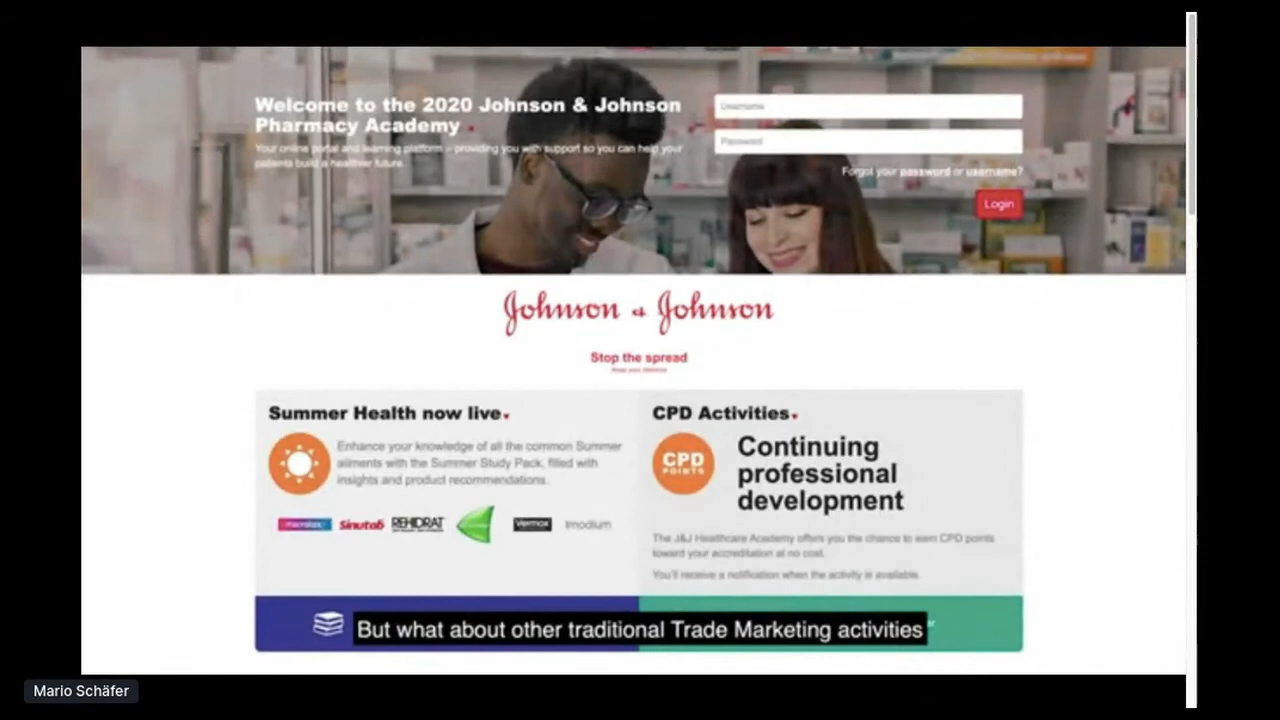 Welcome to the 2020 Johnson & Johnson
Pharmacy Academy
Your online portal and learning platform – providing you with support so you can help your
patients build a healthier future.
Username
Password
Forgot your password or username?
Login
Johnson & Johnson
Stop the spread
Keep your distance
Summer Health now live
Enhance your knowledge of all the common Summer
ailments with the Summer Study Pack, filled with
insights and product recommendations.
microlax Sinutab REHIDRAT Vermox Imodium
CPD Activities
CPD
POINTS
Continuing
professional
development
The J&J Healthcare Academy offers you the chance to earn CPD points
toward your accreditation at no cost.
You'll receive a notification when the activity is available.
But what about other traditional Trade Marketing activities
Mario Schäfer